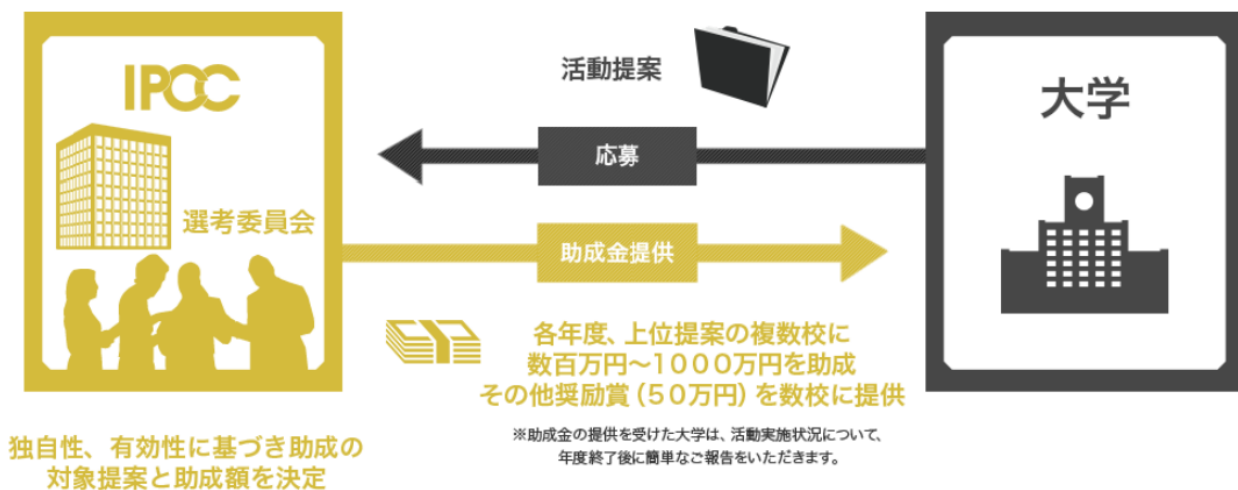 IPCC
選考委員会
独自性、有効性に基づき助成の
対象提案と助成額を決定
活動提案
応募
助成金提供
各年度、上位提案の複数校に
数百万円～1000万円を助成
その他奨励賞(50万円)を数校に提供
※助成金の提供を受けた大学は、活動実施状況について、
年度終了後に簡単なご報告をいただきます。
大学